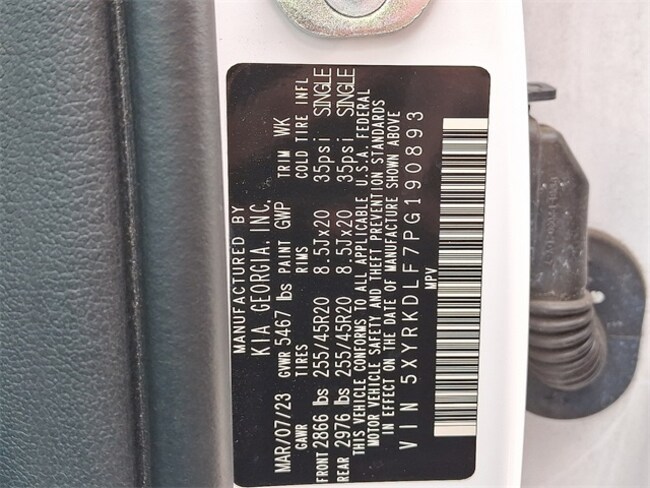 MANUFACTURED BY
KIA GEORGIA, INC.
MAR/07/23 GVWR 5467 lbs PAINT GWP TRIM WK
GAWR TIRES RIMS COLD TIRE INFL
FRONT 2866 lbs 255/45R20 8.5Jx20 35psi SINGLE
REAR 2976 lbs 255/45R20 8.5Jx20 35psi SINGLE
THIS VEHICLE CONFORMS TO ALL APPLICABLE U.S.A. FEDERAL
MOTOR VEHICLE SAFETY AND THEFT PREVENTION STANDARDS
IN EFFECT ON THE DATE OF MANUFACTURE SHOWN ABOVE
VIN 5XYRKDLF7PG190893
MPV